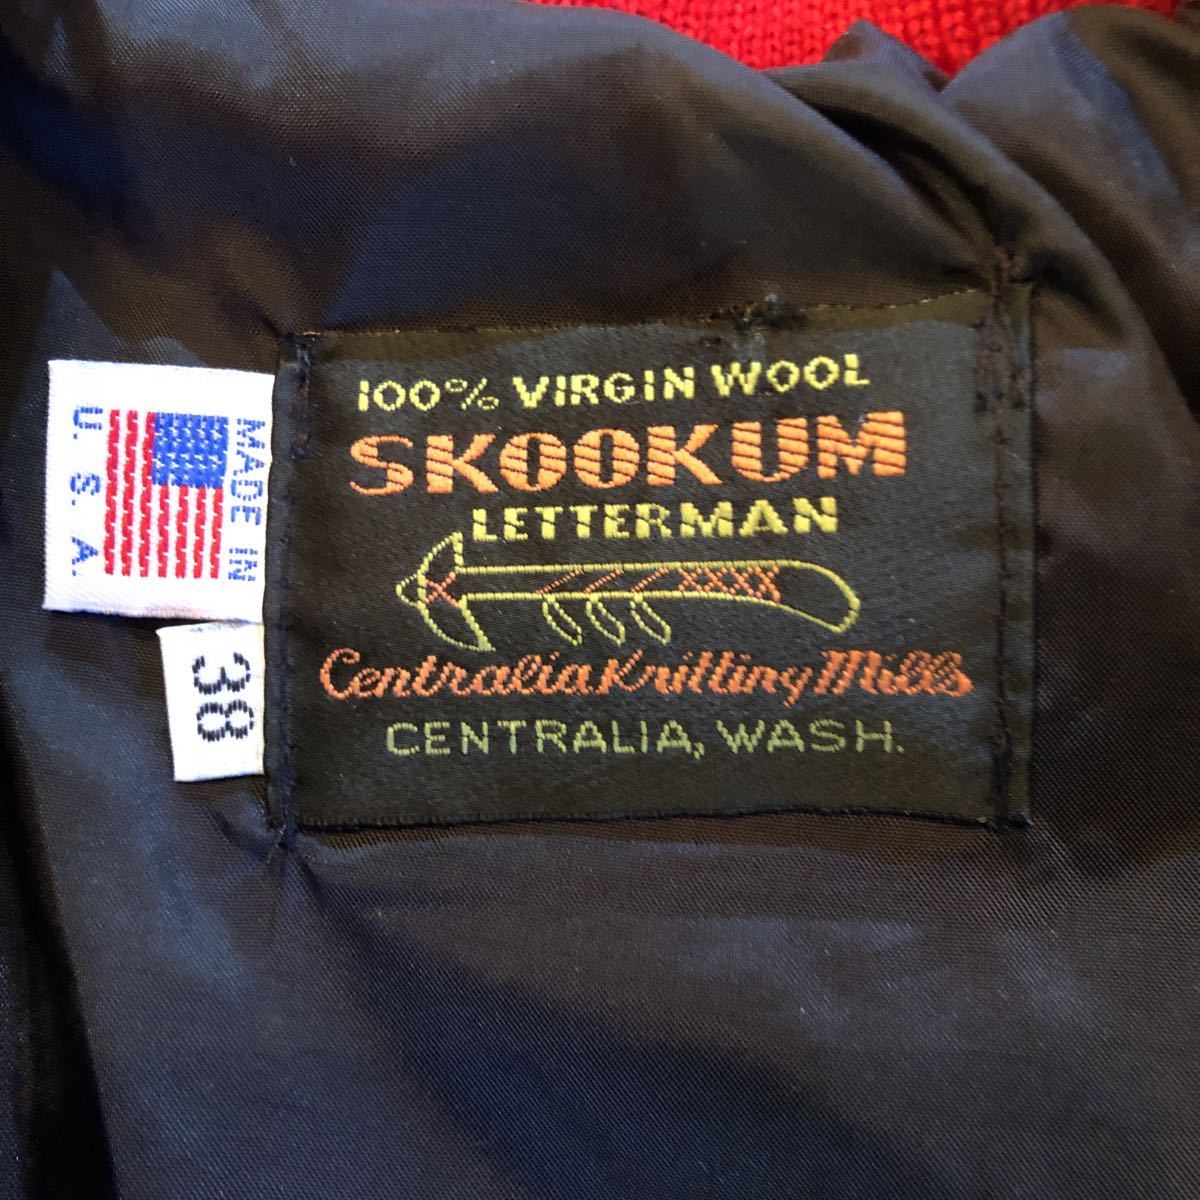 100% VIRGIN WOOL
SKOOKUM
LETTERMAN
Centralia Knitting Mills
CENTRALIA, WASH.
MADE IN
U. S. A.
38